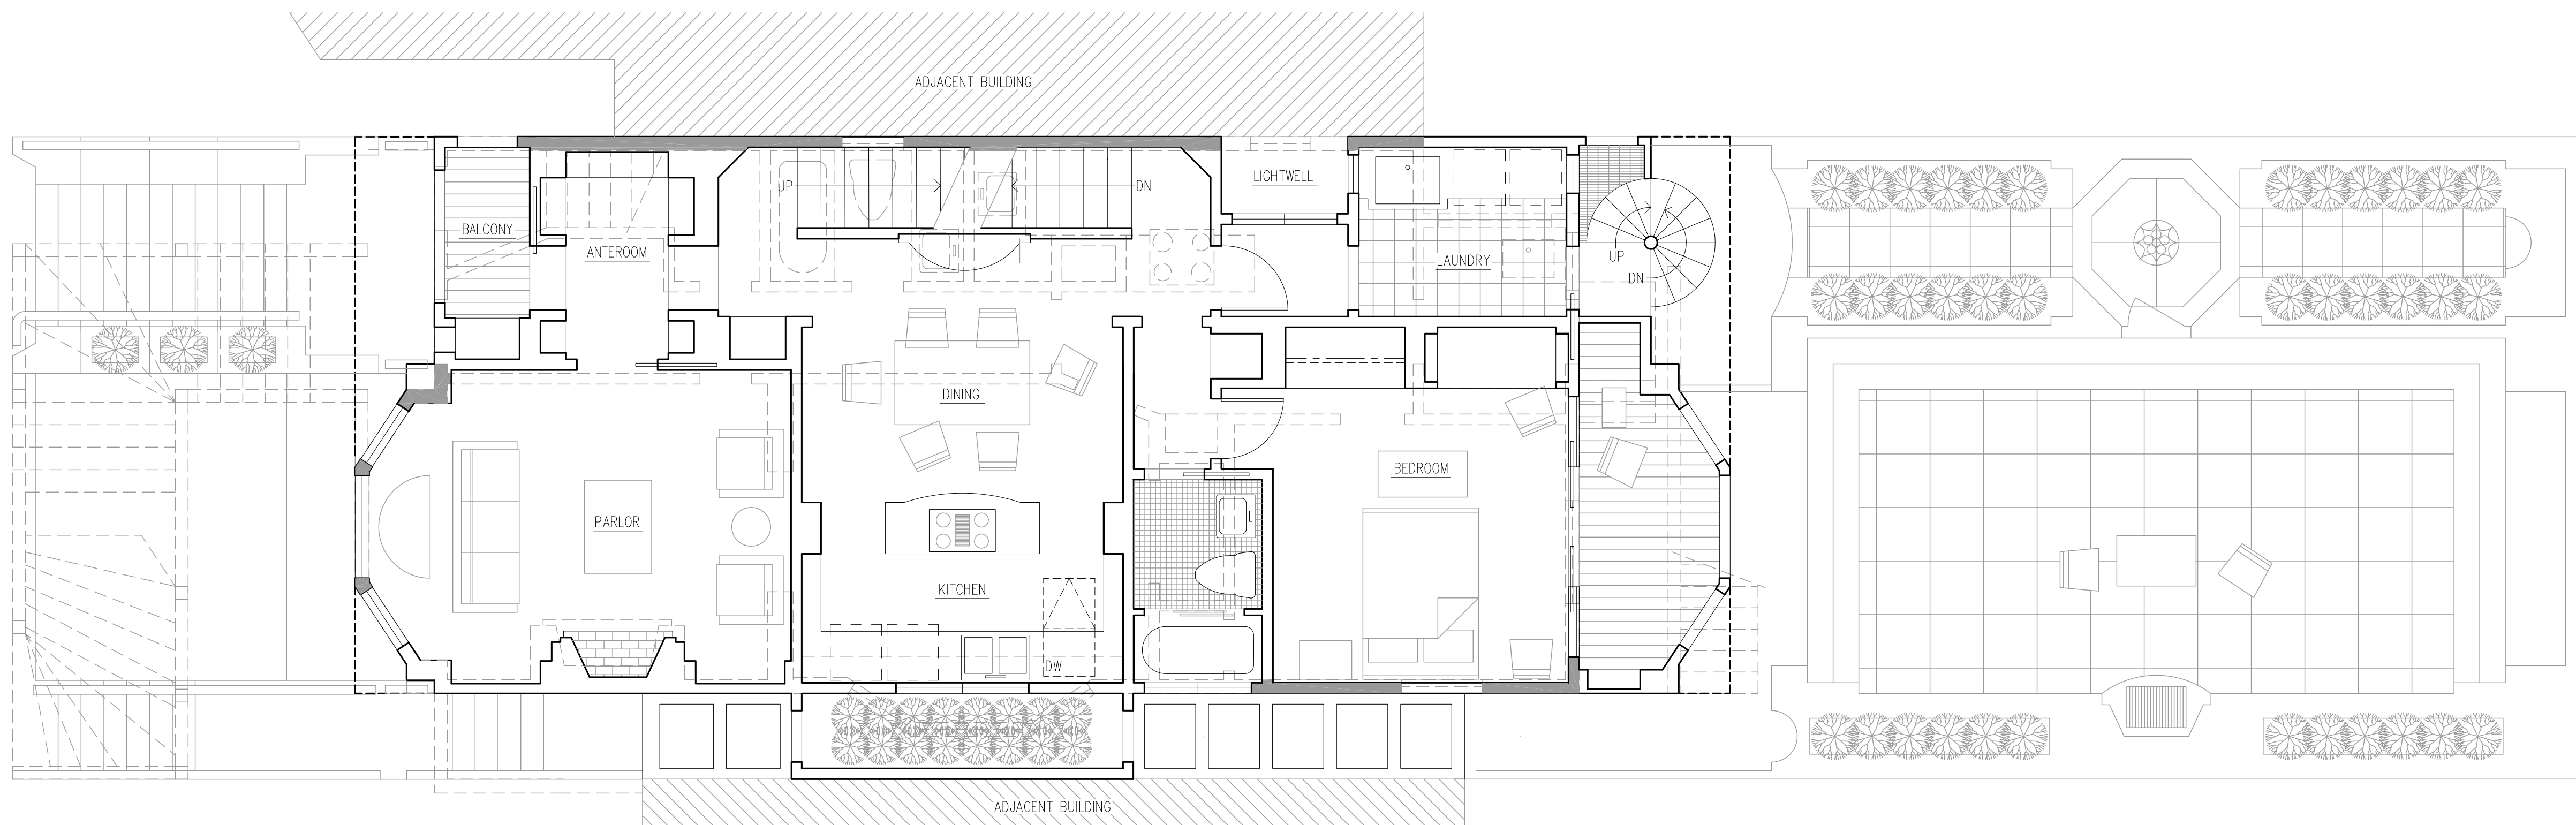 ADJACENT BUILDING
LIGHTWELL
UP
DN
BALCONY
ANTEROOM
LAUNDRY
UP
DN
DINING
BEDROOM
PARLOR
KITCHEN
DW
ADJACENT BUILDING